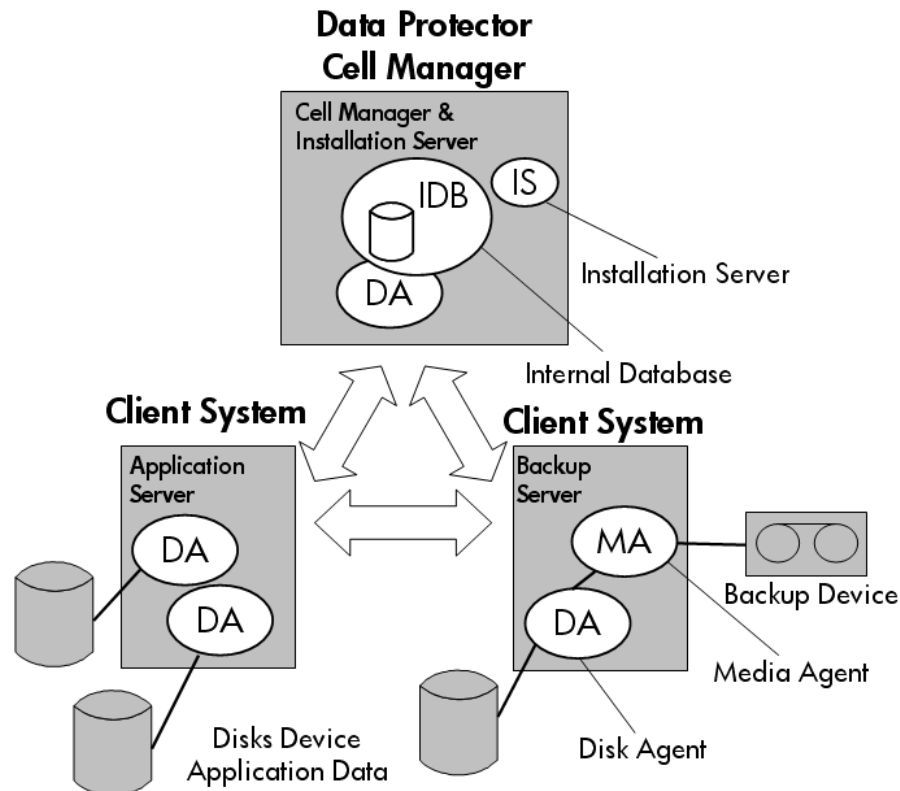 Data Protector
Cell Manager
Cell Manager &
Installation Server
IDB
IS
DA
Installation Server
Internal Database
Client System
Client System
Application
Server
DA
DA
Backup
Server
MA
DA
Backup Device
Media Agent
Disk Agent
Disks Device
Application Data